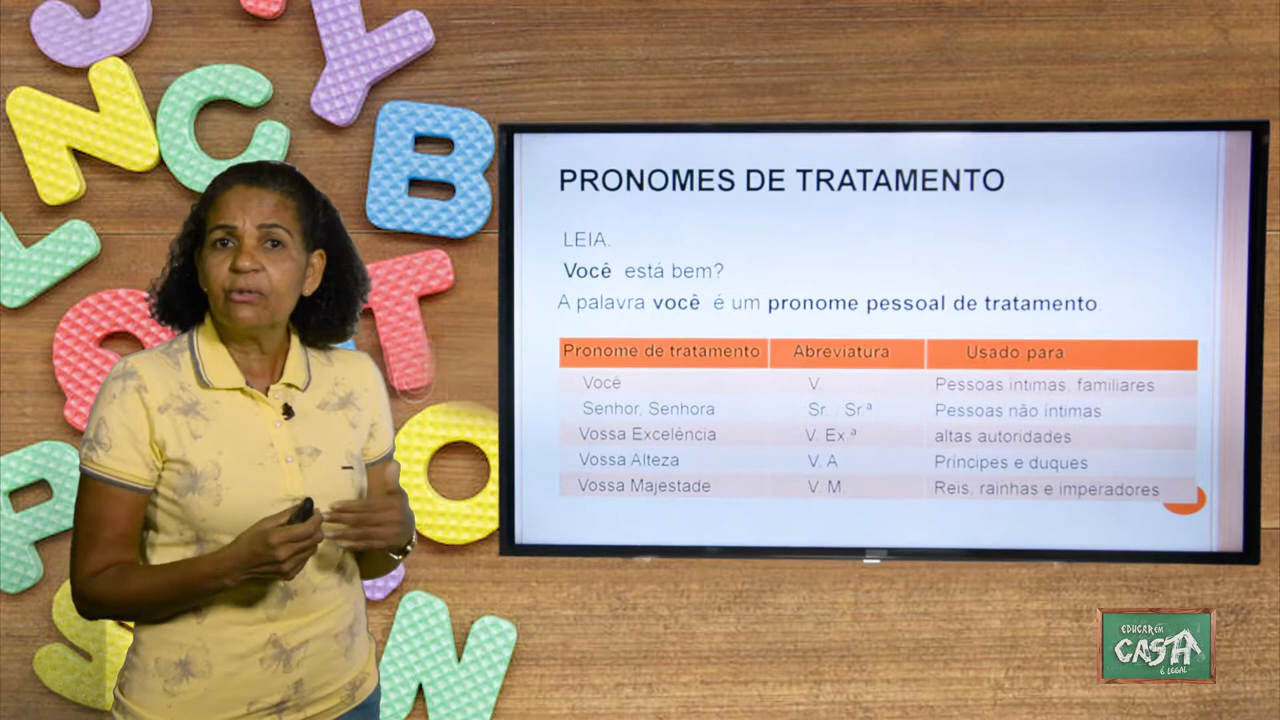 PRONOMES DE TRATAMENTO
LEIA.
Você está bem?
A palavra você é um pronome pessoal de tratamento.
Pronome de tratamento Abreviatura Usado para
Você V. Pessoas íntimas, familiares
Senhor, Senhora Sr. . Sr.ª Pessoas não íntimas
Vossa Excelência V. Ex.ª altas autoridades
Vossa Alteza V. A Príncipes e duques
Vossa Majestade V. M Reis, rainhas e imperadores
EDUCAR EM
CASA
É LEGAL